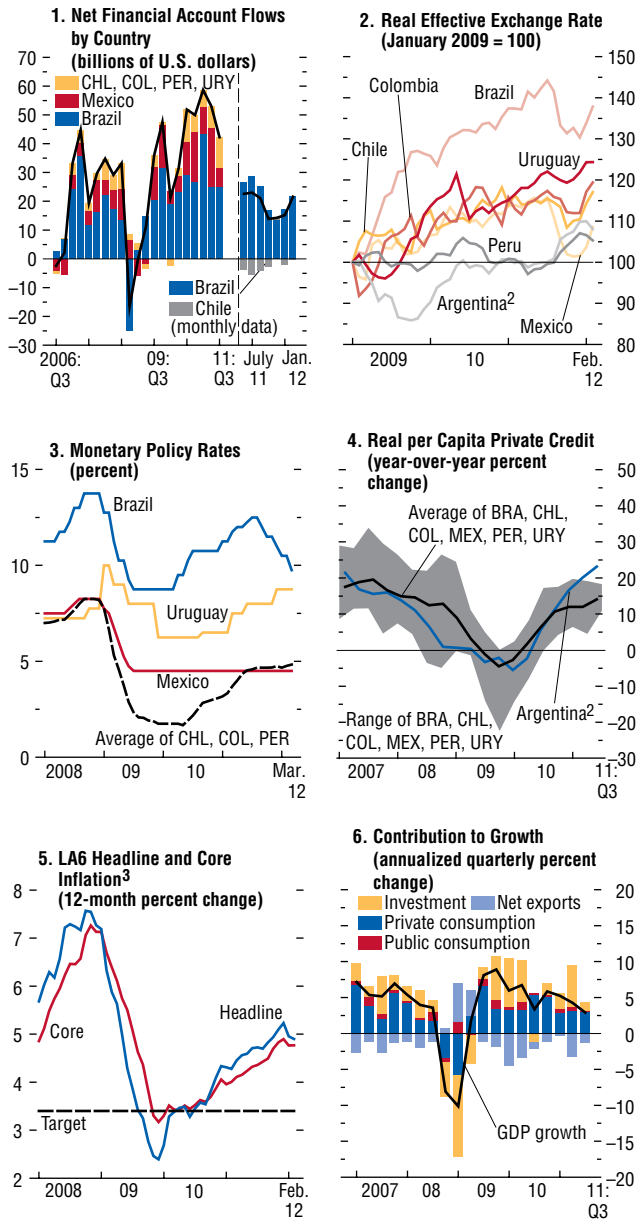 1. Net Financial Account Flows
by Country
(billions of U.S. dollars)
70
60
50
40
30
20
10
0
−10
−20
−30
CHL, COL, PER, URY
Mexico
Brazil
Brazil
Chile
(monthly data)
2006:
Q3
09:
Q3
11:
Q3
July
11
Jan.
12
2. Real Effective Exchange Rate
(January 2009 = 100)
150
140
130
120
110
100
90
80
Colombia
Brazil
Chile
Uruguay
Peru
Argentina2
Mexico
2009
10
Feb.
12
3. Monetary Policy Rates
(percent)
15
10
5
0
Brazil
Uruguay
Mexico
Average of CHL, COL, PER
2008
09
10
Mar.
12
4. Real per Capita Private Credit
(year-over-year percent
change)
50
40
30
20
10
0
−10
−20
−30
Average of BRA, CHL,
COL, MEX, PER, URY
Argentina2
Range of BRA, CHL,
COL, MEX, PER, URY
2007
08
09
10
11:
Q3
5. LA6 Headline and Core
Inflation3
(12-month percent change)
8
7
6
5
4
3
2
Headline
Core
Target
2008
09
10
Feb.
12
6. Contribution to Growth
(annualized quarterly percent
change)
Investment
Net exports
Private consumption
Public consumption
20
15
10
5
0
−5
−10
−15
−20
GDP growth
2007
08
09
10
11:
Q3